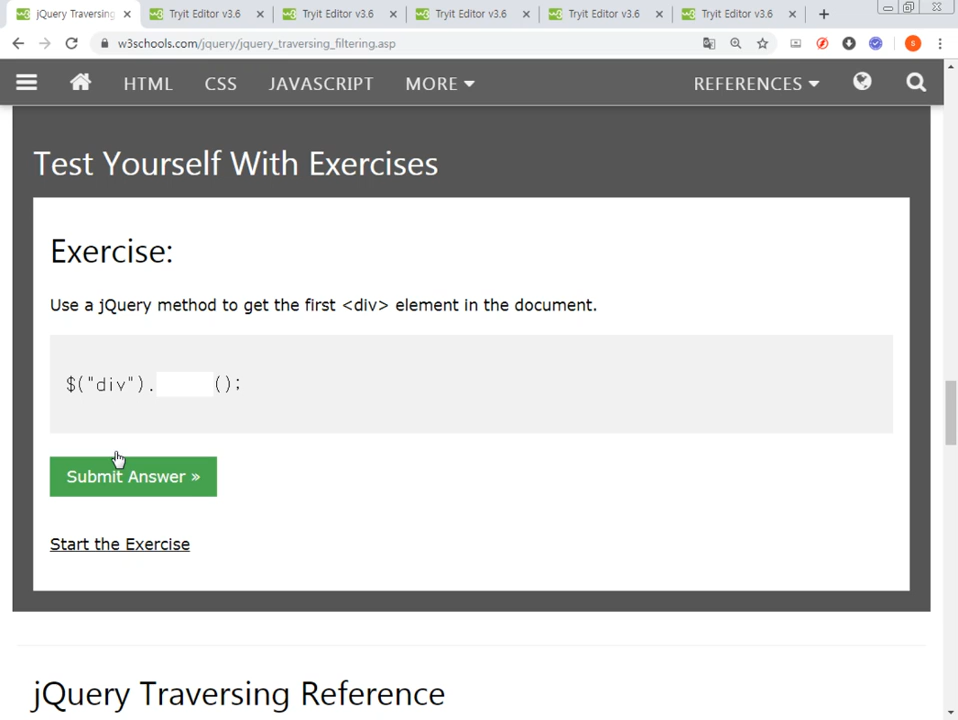 jQuery Traversing
Tryit Editor v3.6
Tryit Editor v3.6
Tryit Editor v3.6
Tryit Editor v3.6
Tryit Editor v3.6
w3schools.com/jquery/jquery_traversing_filtering.asp
s
HTML CSS JAVASCRIPT MORE REFERENCES
Test Yourself With Exercises
Exercise:
Use a jQuery method to get the first <div> element in the document.
$("div"). ();
Submit Answer »
Start the Exercise
jQuery Traversing Reference